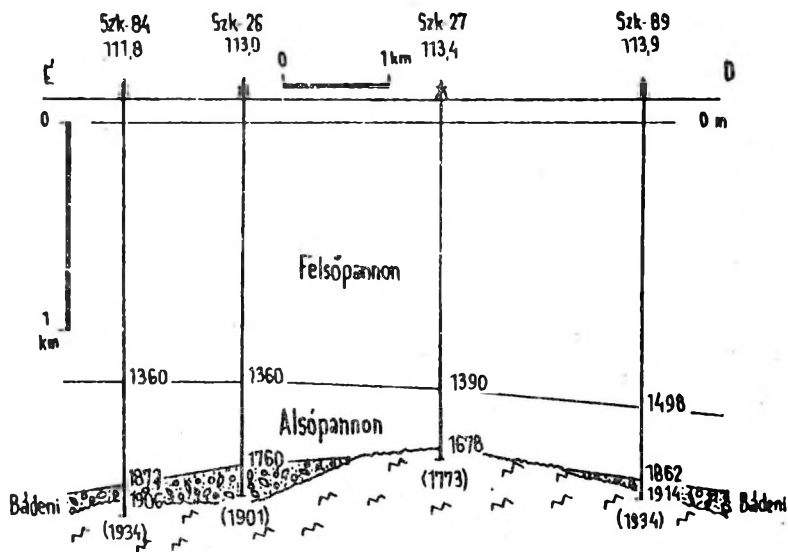 Szk-84 Szk-26 Szk-27 Szk-89
111,8 113,0 113,4 113,9
É 0 1 km D
0 0 m
Felsőpannon
1
km
1360 1360 1390 1498
Alsópannon
1872 1760 1678 1862
Bádeni 1906 (1773) 1914 Bádeni
(1934) (1901) (1934)